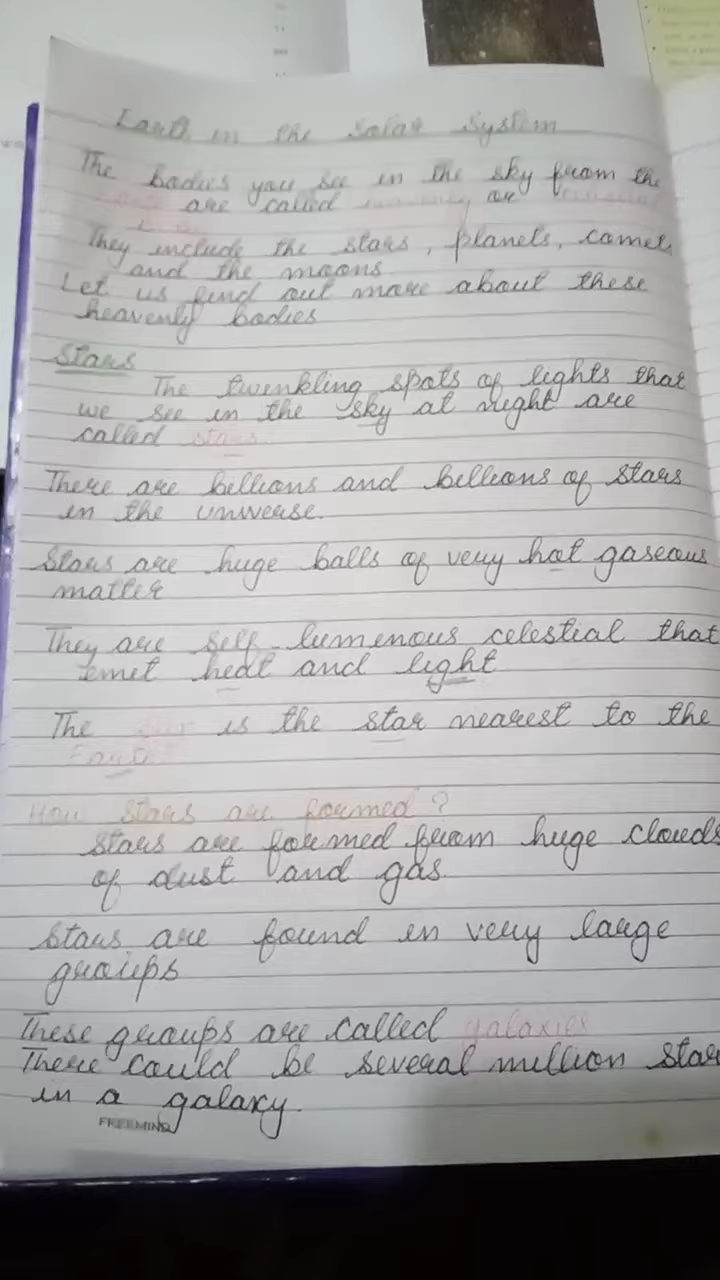 Earth in the Solar System
The bodies you see in the sky from the
are called heavenly or celestial
They include the stars, planets, comet
and the moons.
Let us find out more about these
heavenly bodies
Stars
The twinkling spots of lights that
we see in the sky at night are
called stars
There are billions and billions of stars
in the universe.
Stars are huge balls of very hot gaseous
matter
They are self-luminous celestial that
emit heat and light
The sun is the star nearest to the
Earth
How stars are formed?
stars are formed from huge clouds
of dust and gas.
Stars are found in very large
groups
These groups are called galaxies
There could be several million star
in a galaxy.
FREEMIND